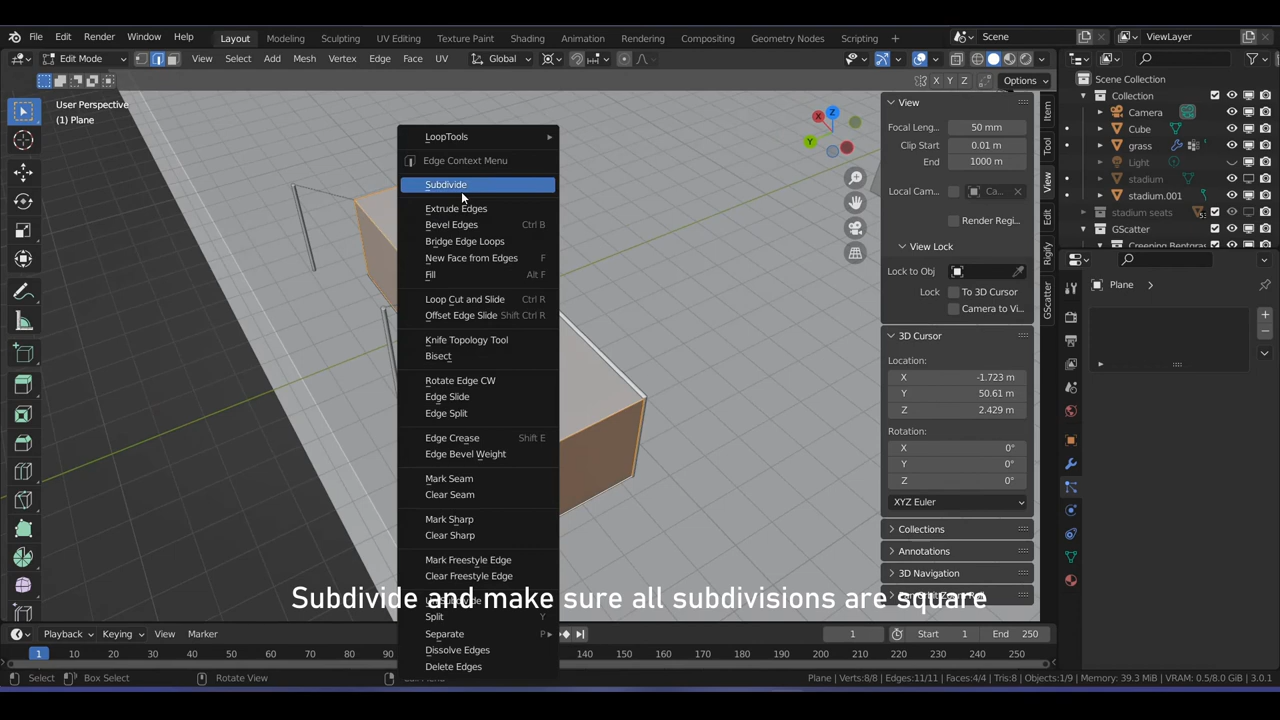 File Edit Render Window Help Layout Modeling Sculpting UV Editing Texture Paint Shading Animation Rendering Compositing Geometry Nodes Scripting + Scene ViewLayer
Edit Mode View Select Add Mesh Vertex Edge Face UV Global
X Y Z Options
User Perspective
(1) Plane
Z
Y
LoopTools
Edge Context Menu
Subdivide
Extrude Edges
Bevel Edges Ctrl B
Bridge Edge Loops
New Face from Edges F
Fill Alt F
Loop Cut and Slide Ctrl R
Offset Edge Slide Shift Ctrl R
Knife Topology Tool
Bisect
Rotate Edge CW
Edge Slide
Edge Split
Edge Crease Shift E
Edge Bevel Weight
Mark Seam
Clear Seam
Mark Sharp
Clear Sharp
Mark Freestyle Edge
Clear Freestyle Edge
Split Y
Separate P
Dissolve Edges
Delete Edges
Subdivide and make sure all subdivisions are square
View
Focal Leng... 50 mm
Clip Start 0.01 m
End 1000 m
Local Cam... Ca...
Render Regi...
View Lock
Lock to Obj
Lock To 3D Cursor
Camera to Vi...
3D Cursor
Location:
X -1.723 m
Y 50.61 m
Z 2.429 m
Rotation:
X 0°
Y 0°
Z 0°
XYZ Euler
Collections
Annotations
3D Navigation
Item
Tool
View
Edit
Rigify
GScatter
Scene Collection
Collection
Camera
Cube
grass
Light
stadium
stadium.001
stadium seats
GScatter
Creeping Bentgra
Plane
Playback Keying View Marker 1 Start 1 End 250
1 10 20 30 40 50 60 70 80 90 100 110 120 130 140 150 160 170 180 190 200 210 220 230 240 250
Select Box Select Rotate View Plane | Verts:8/8 | Edges:11/11 | Faces:4/4 | Tris:8 | Objects:1/9 | Memory: 39.3 MiB | VRAM: 0.5/8.0 GiB | 3.0.1